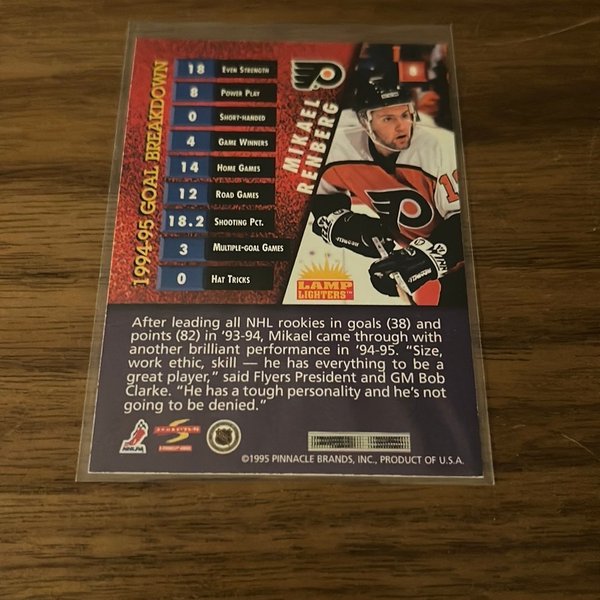 1994-95 GOAL BREAKDOWN
18 EVEN STRENGTH
8 POWER PLAY
0 SHORT-HANDED
4 GAME WINNERS
14 HOME GAMES
12 ROAD GAMES
18.2 SHOOTING PCT.
3 MULTIPLE-GOAL GAMES
0 HAT TRICKS
MIKAEL
RENBERG
8
LAMP
LIGHTERS™
After leading all NHL rookies in goals (38) and
points (82) in '93-94, Mikael came through with
another brilliant performance in '94-95. "Size,
work ethic, skill — he has everything to be a
great player," said Flyers President and GM Bob
Clarke. "He has a tough personality and he's not
going to be denied."
NHLPA
©1995 PINNACLE BRANDS, INC., PRODUCT OF U.S.A.